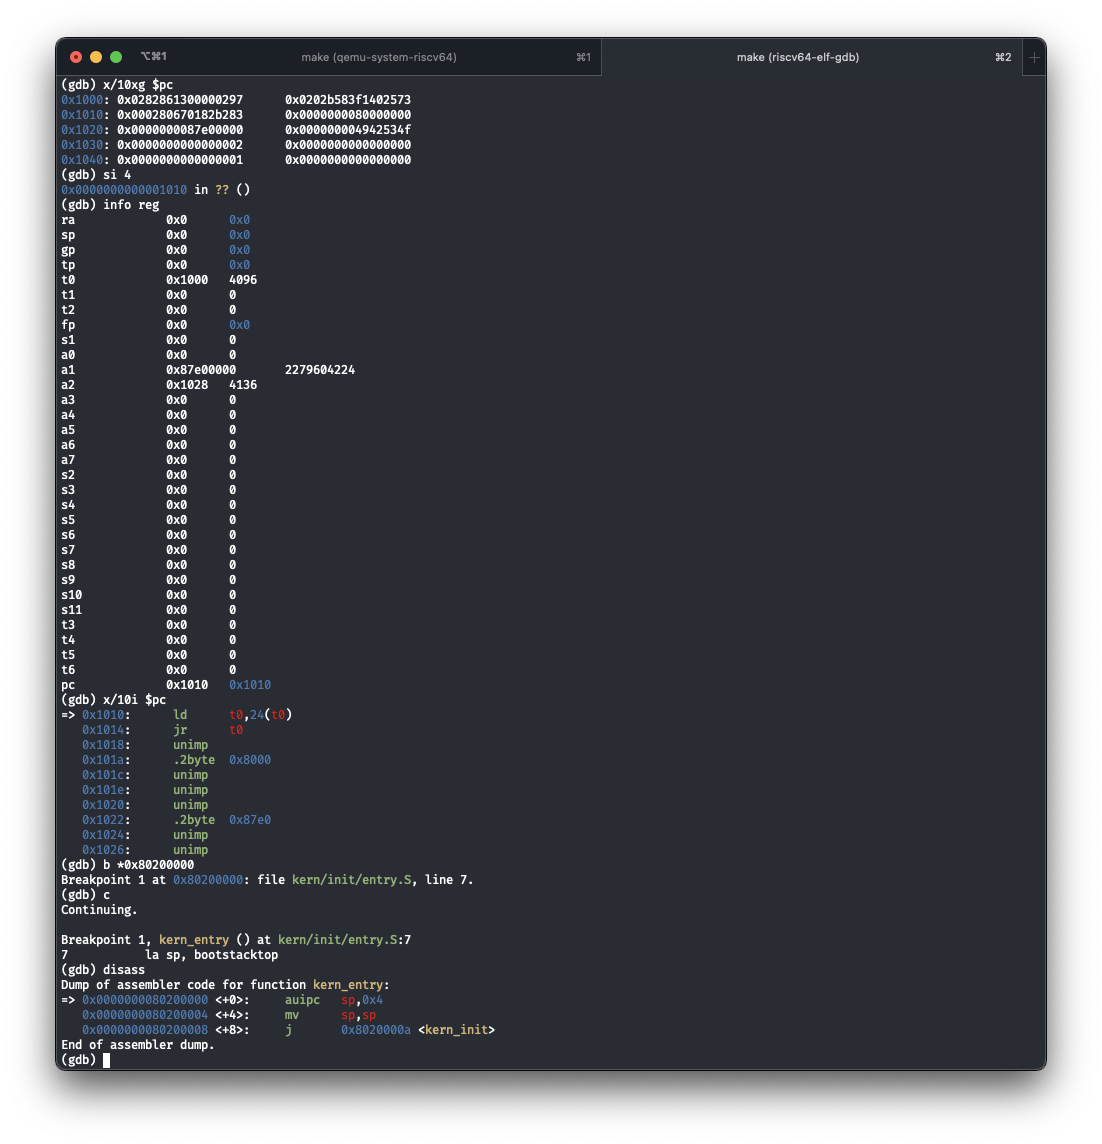 ⌥⌘1 make (qemu-system-riscv64) ⌘1 make (riscv64-elf-gdb) ⌘2 +
(gdb) x/10xg $pc
0x1000: 0x0282861300000297 0x0202b583f1402573
0x1010: 0x000280670182b283 0x0000000080000000
0x1020: 0x0000000087e00000 0x000000004942534f
0x1030: 0x0000000000000002 0x0000000000000000
0x1040: 0x0000000000000001 0x0000000000000000
(gdb) si 4
0x0000000000001010 in ?? ()
(gdb) info reg
ra 0x0 0x0
sp 0x0 0x0
gp 0x0 0x0
tp 0x0 0x0
t0 0x1000 4096
t1 0x0 0
t2 0x0 0
fp 0x0 0x0
s1 0x0 0
a0 0x0 0
a1 0x87e00000 2279604224
a2 0x1028 4136
a3 0x0 0
a4 0x0 0
a5 0x0 0
a6 0x0 0
a7 0x0 0
s2 0x0 0
s3 0x0 0
s4 0x0 0
s5 0x0 0
s6 0x0 0
s7 0x0 0
s8 0x0 0
s9 0x0 0
s10 0x0 0
s11 0x0 0
t3 0x0 0
t4 0x0 0
t5 0x0 0
t6 0x0 0
pc 0x1010 0x1010
(gdb) x/10i $pc
=> 0x1010: ld t0,24(t0)
0x1014: jr t0
0x1018: unimp
0x101a: .2byte 0x8000
0x101c: unimp
0x101e: unimp
0x1020: unimp
0x1022: .2byte 0x87e0
0x1024: unimp
0x1026: unimp
(gdb) b *0x80200000
Breakpoint 1 at 0x80200000: file kern/init/entry.S, line 7.
(gdb) c
Continuing.
Breakpoint 1, kern_entry () at kern/init/entry.S:7
7 la sp, bootstacktop
(gdb) disass
Dump of assembler code for function kern_entry:
=> 0x0000000080200000 <+0>: auipc sp,0x4
0x0000000080200004 <+4>: mv sp,sp
0x0000000080200008 <+8>: j 0x8020000a <kern_init>
End of assembler dump.
(gdb)